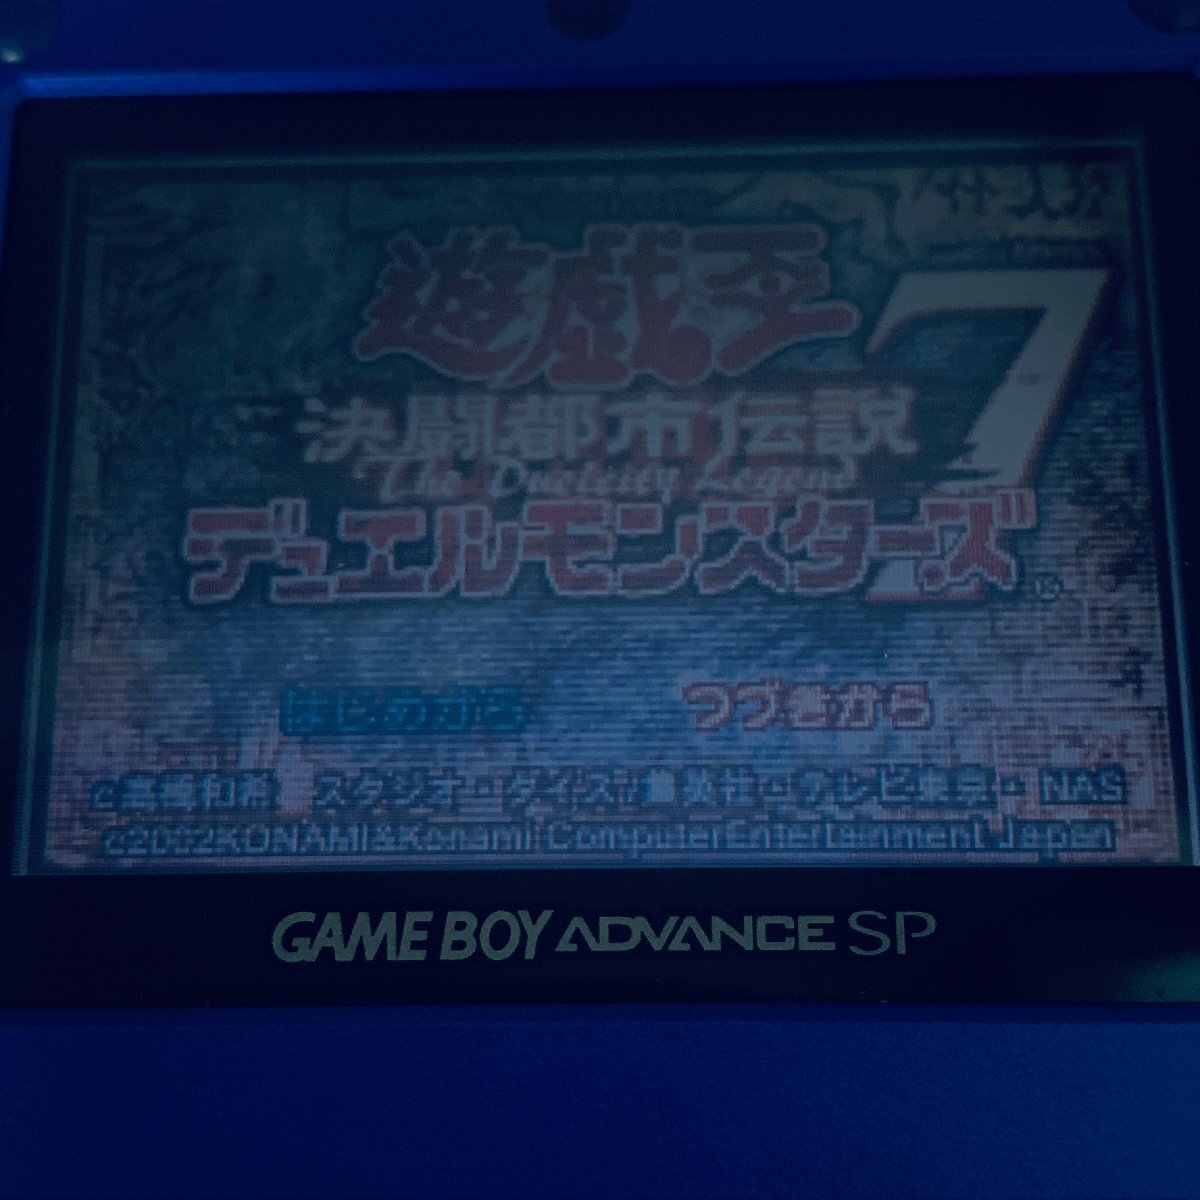 遊戯王
7
決闘都市伝説
The Duelcity Legend
デュエルモンスターズ
はじめから つづきから
©高橋和希 スタジオ・ダイス/集英社・テレビ東京・NAS
©2002KONAMI&Konami Computer Entertainment Japan
GAME BOY ADVANCE SP